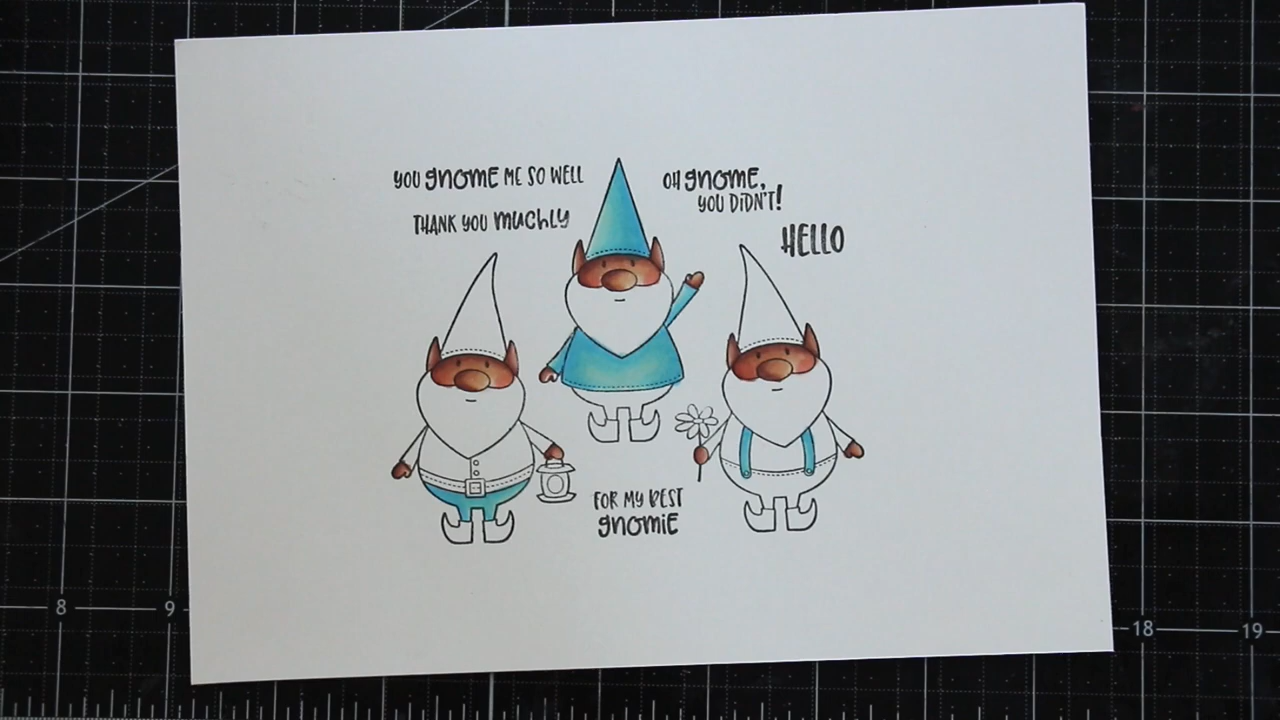 YOU gnome ME SO WELL
THANK YOU muchly
OH gnome,
YOU DiDN'T!
HELLO
FOR MY BEST
gnomiE
8
9
18
19